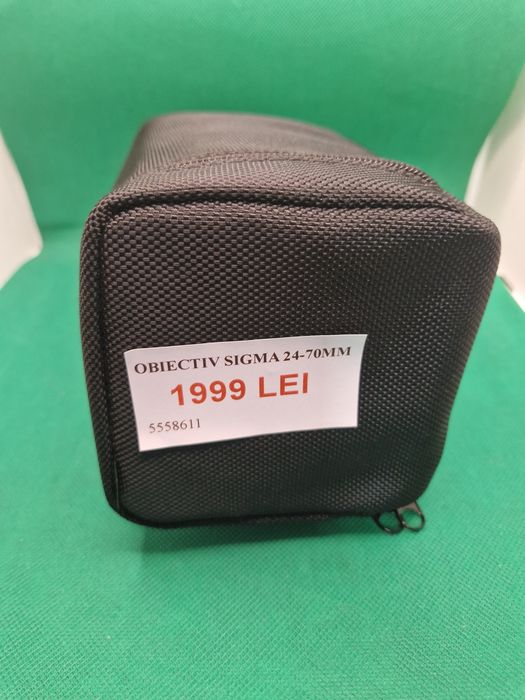 OBIECTIV SIGMA 24-70MM
1999 LEI
5558611